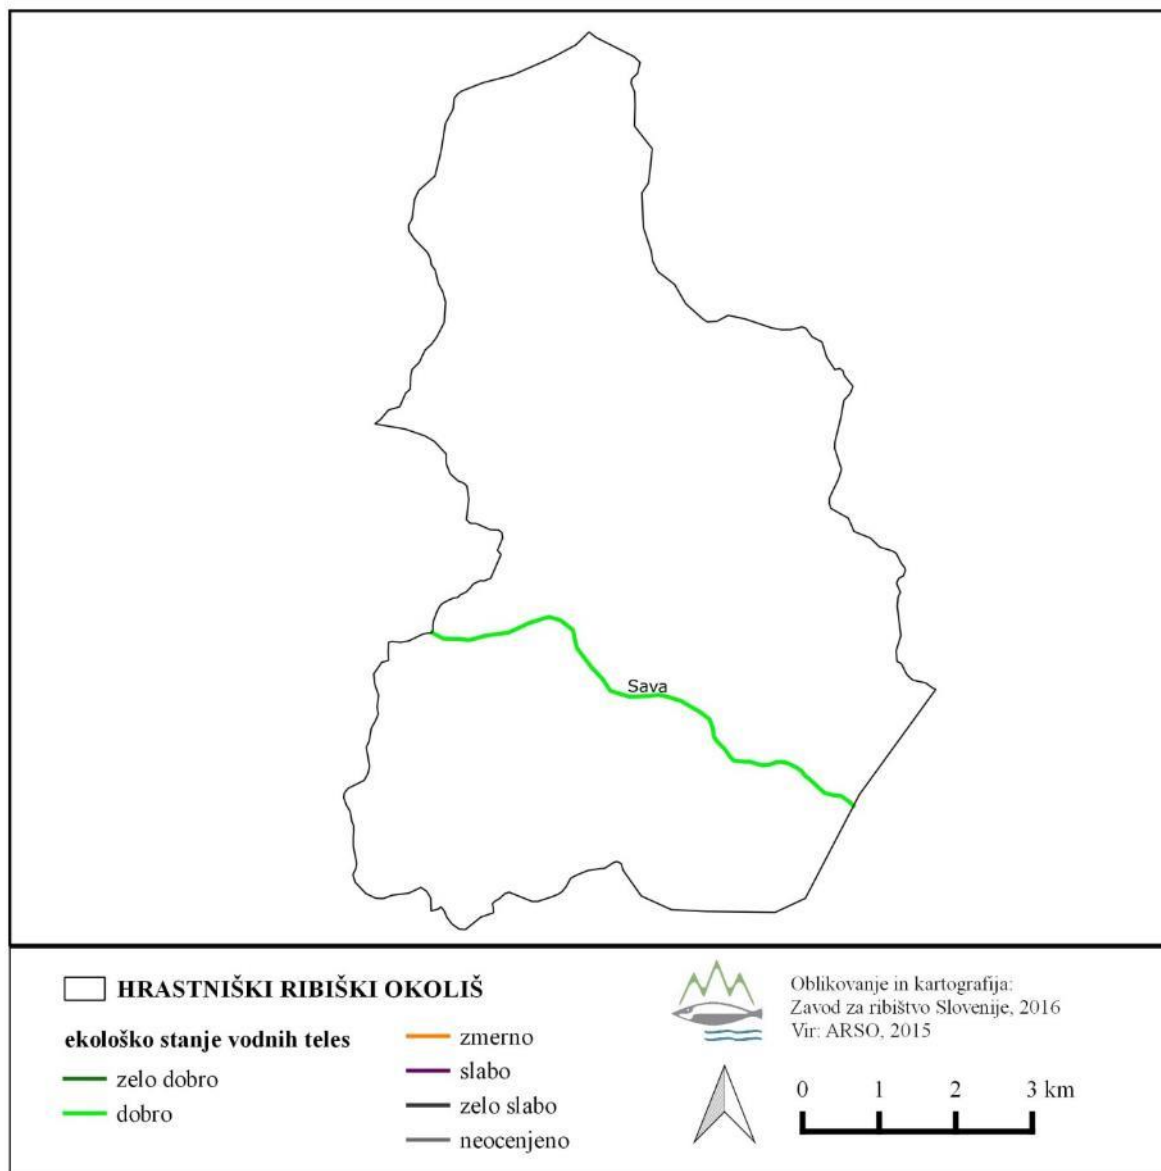 Sava
HRASTNIŠKI RIBIŠKI OKOLIŠ
ekološko stanje vodnih teles
zelo dobro
dobro
zmerno
slabo
zelo slabo
neocenjeno
Oblikovanje in kartografija:
Zavod za ribištvo Slovenije, 2016
Vir: ARSO, 2015
0 1 2 3 km